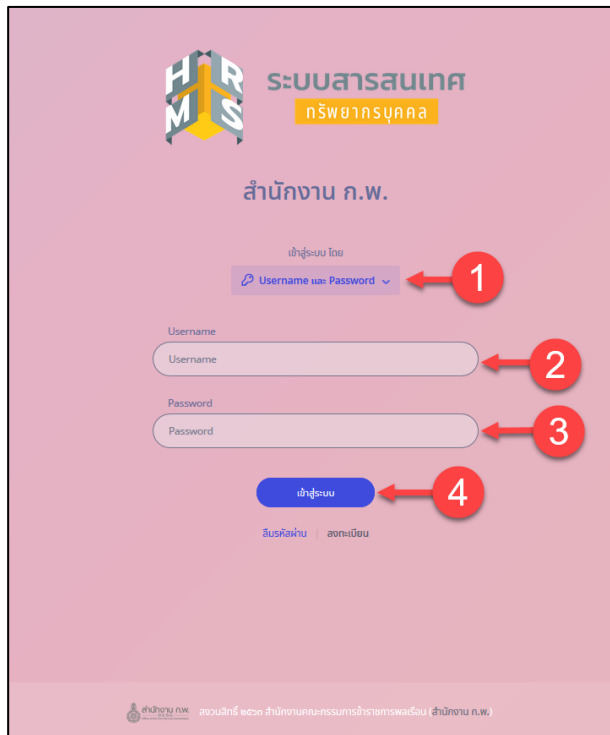 HR
MS
ระบบสารสนเทศ
ทรัพยากรบุคคล
สำนักงาน ก.พ.
เข้าสู่ระบบ โดย
Username และ Password
1
Username
Username
2
Password
Password
3
เข้าสู่ระบบ
4
ลืมรหัสผ่าน | ลงทะเบียน
สำนักงาน ก.พ.
สงวนสิทธิ์ ๒๕๖๓ สำนักงานคณะกรรมการข้าราชการพลเรือน (สำนักงาน ก.พ.)